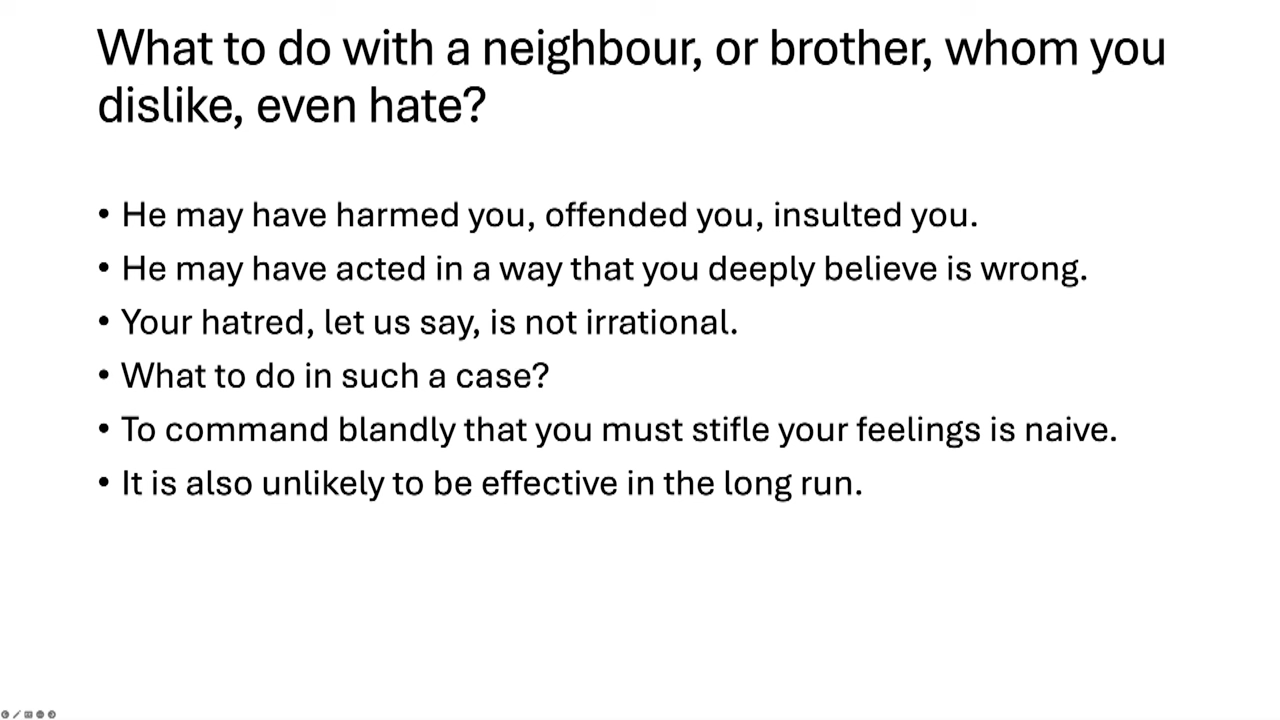 What to do with a neighbour, or brother, whom you
dislike, even hate?
• He may have harmed you, offended you, insulted you.
• He may have acted in a way that you deeply believe is wrong.
• Your hatred, let us say, is not irrational.
• What to do in such a case?
• To command blandly that you must stifle your feelings is naive.
• It is also unlikely to be effective in the long run.